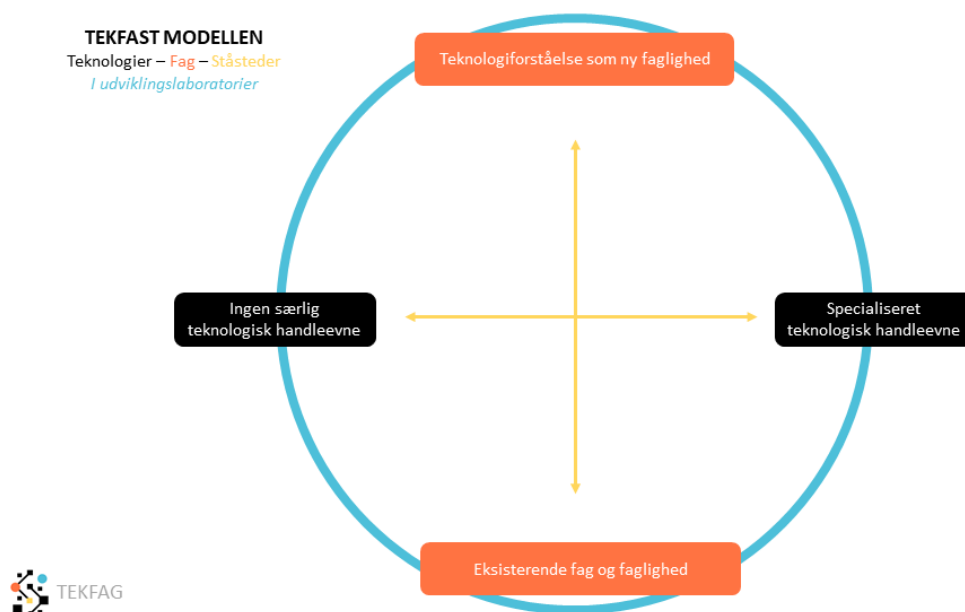 TEKFAST MODELLEN
Teknologier – Fag – Ståsteder
I udviklingslaboratorier
Teknologiforståelse som ny faglighed
Ingen særlig
teknologisk handleevne
Specialiseret
teknologisk handleevne
Eksisterende fag og faglighed
TEKFAG